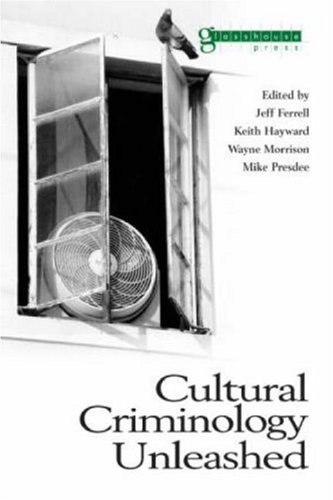 glasshouse
press
Edited by
Jeff Ferrell
Keith Hayward
Wayne Morrison
Mike Presdee
Cultural
Criminology
Unleashed